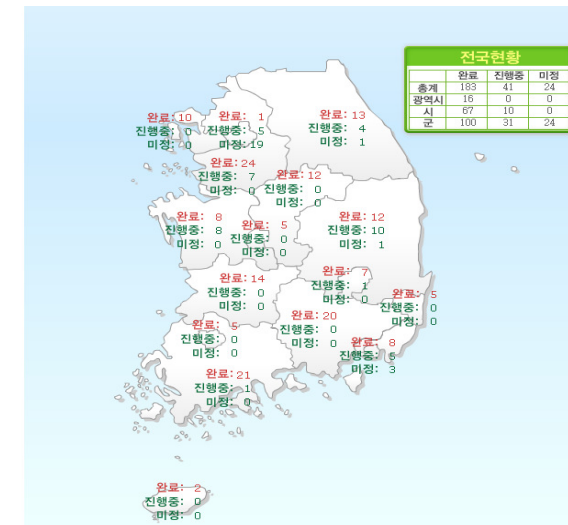 전국현황
완료 진행중 미정
총계 183 41 24
광역시 16 0 0
시 67 10 0
군 100 31 24
완료: 10
진행중: 0
미정: 0
완료: 1
진행중: 5
미정: 19
완료: 13
진행중: 4
미정: 1
완료: 24
진행중: 7
미정: 0
완료: 12
진행중: 0
미정: 0
완료: 8
진행중: 8
미정: 0
완료: 5
진행중: 0
미정: 0
완료: 12
진행중: 10
미정: 1
완료: 14
진행중: 0
미정: 0
완료: 7
진행중: 1
미정: 0
완료: 5
진행중: 0
미정: 0
완료: 20
진행중: 0
미정: 0
완료: 5
진행중: 0
미정: 0
완료: 8
진행중: 5
미정: 3
완료: 21
진행중: 1
미정: 0
완료: 2
진행중: 0
미정: 0